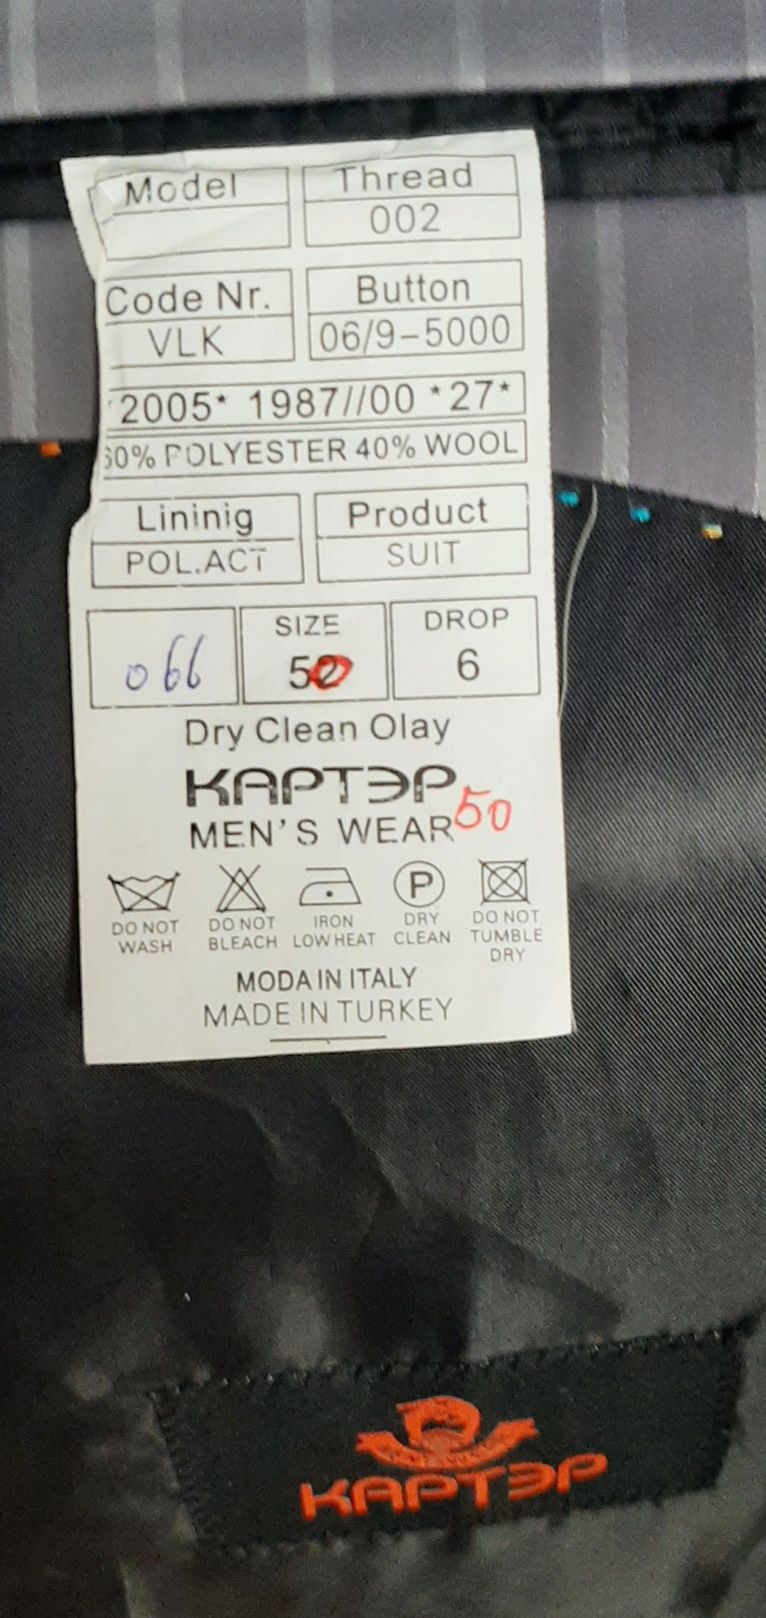 Model Thread
002
Code Nr. Button
VLK 06/9-5000
2005* 1987//00 *27*
60% POLYESTER 40% WOOL
Lininig Product
POL.ACT SUIT
SIZE DROP
066 50 6
Dry Clean Olay
КАРТЭР
50
MEN'S WEAR
DO NOT WASH
DO NOT BLEACH
IRON LOW HEAT
P
DRY CLEAN
DO NOT TUMBLE DRY
MODA IN ITALY
MADE IN TURKEY
КАРТЭР